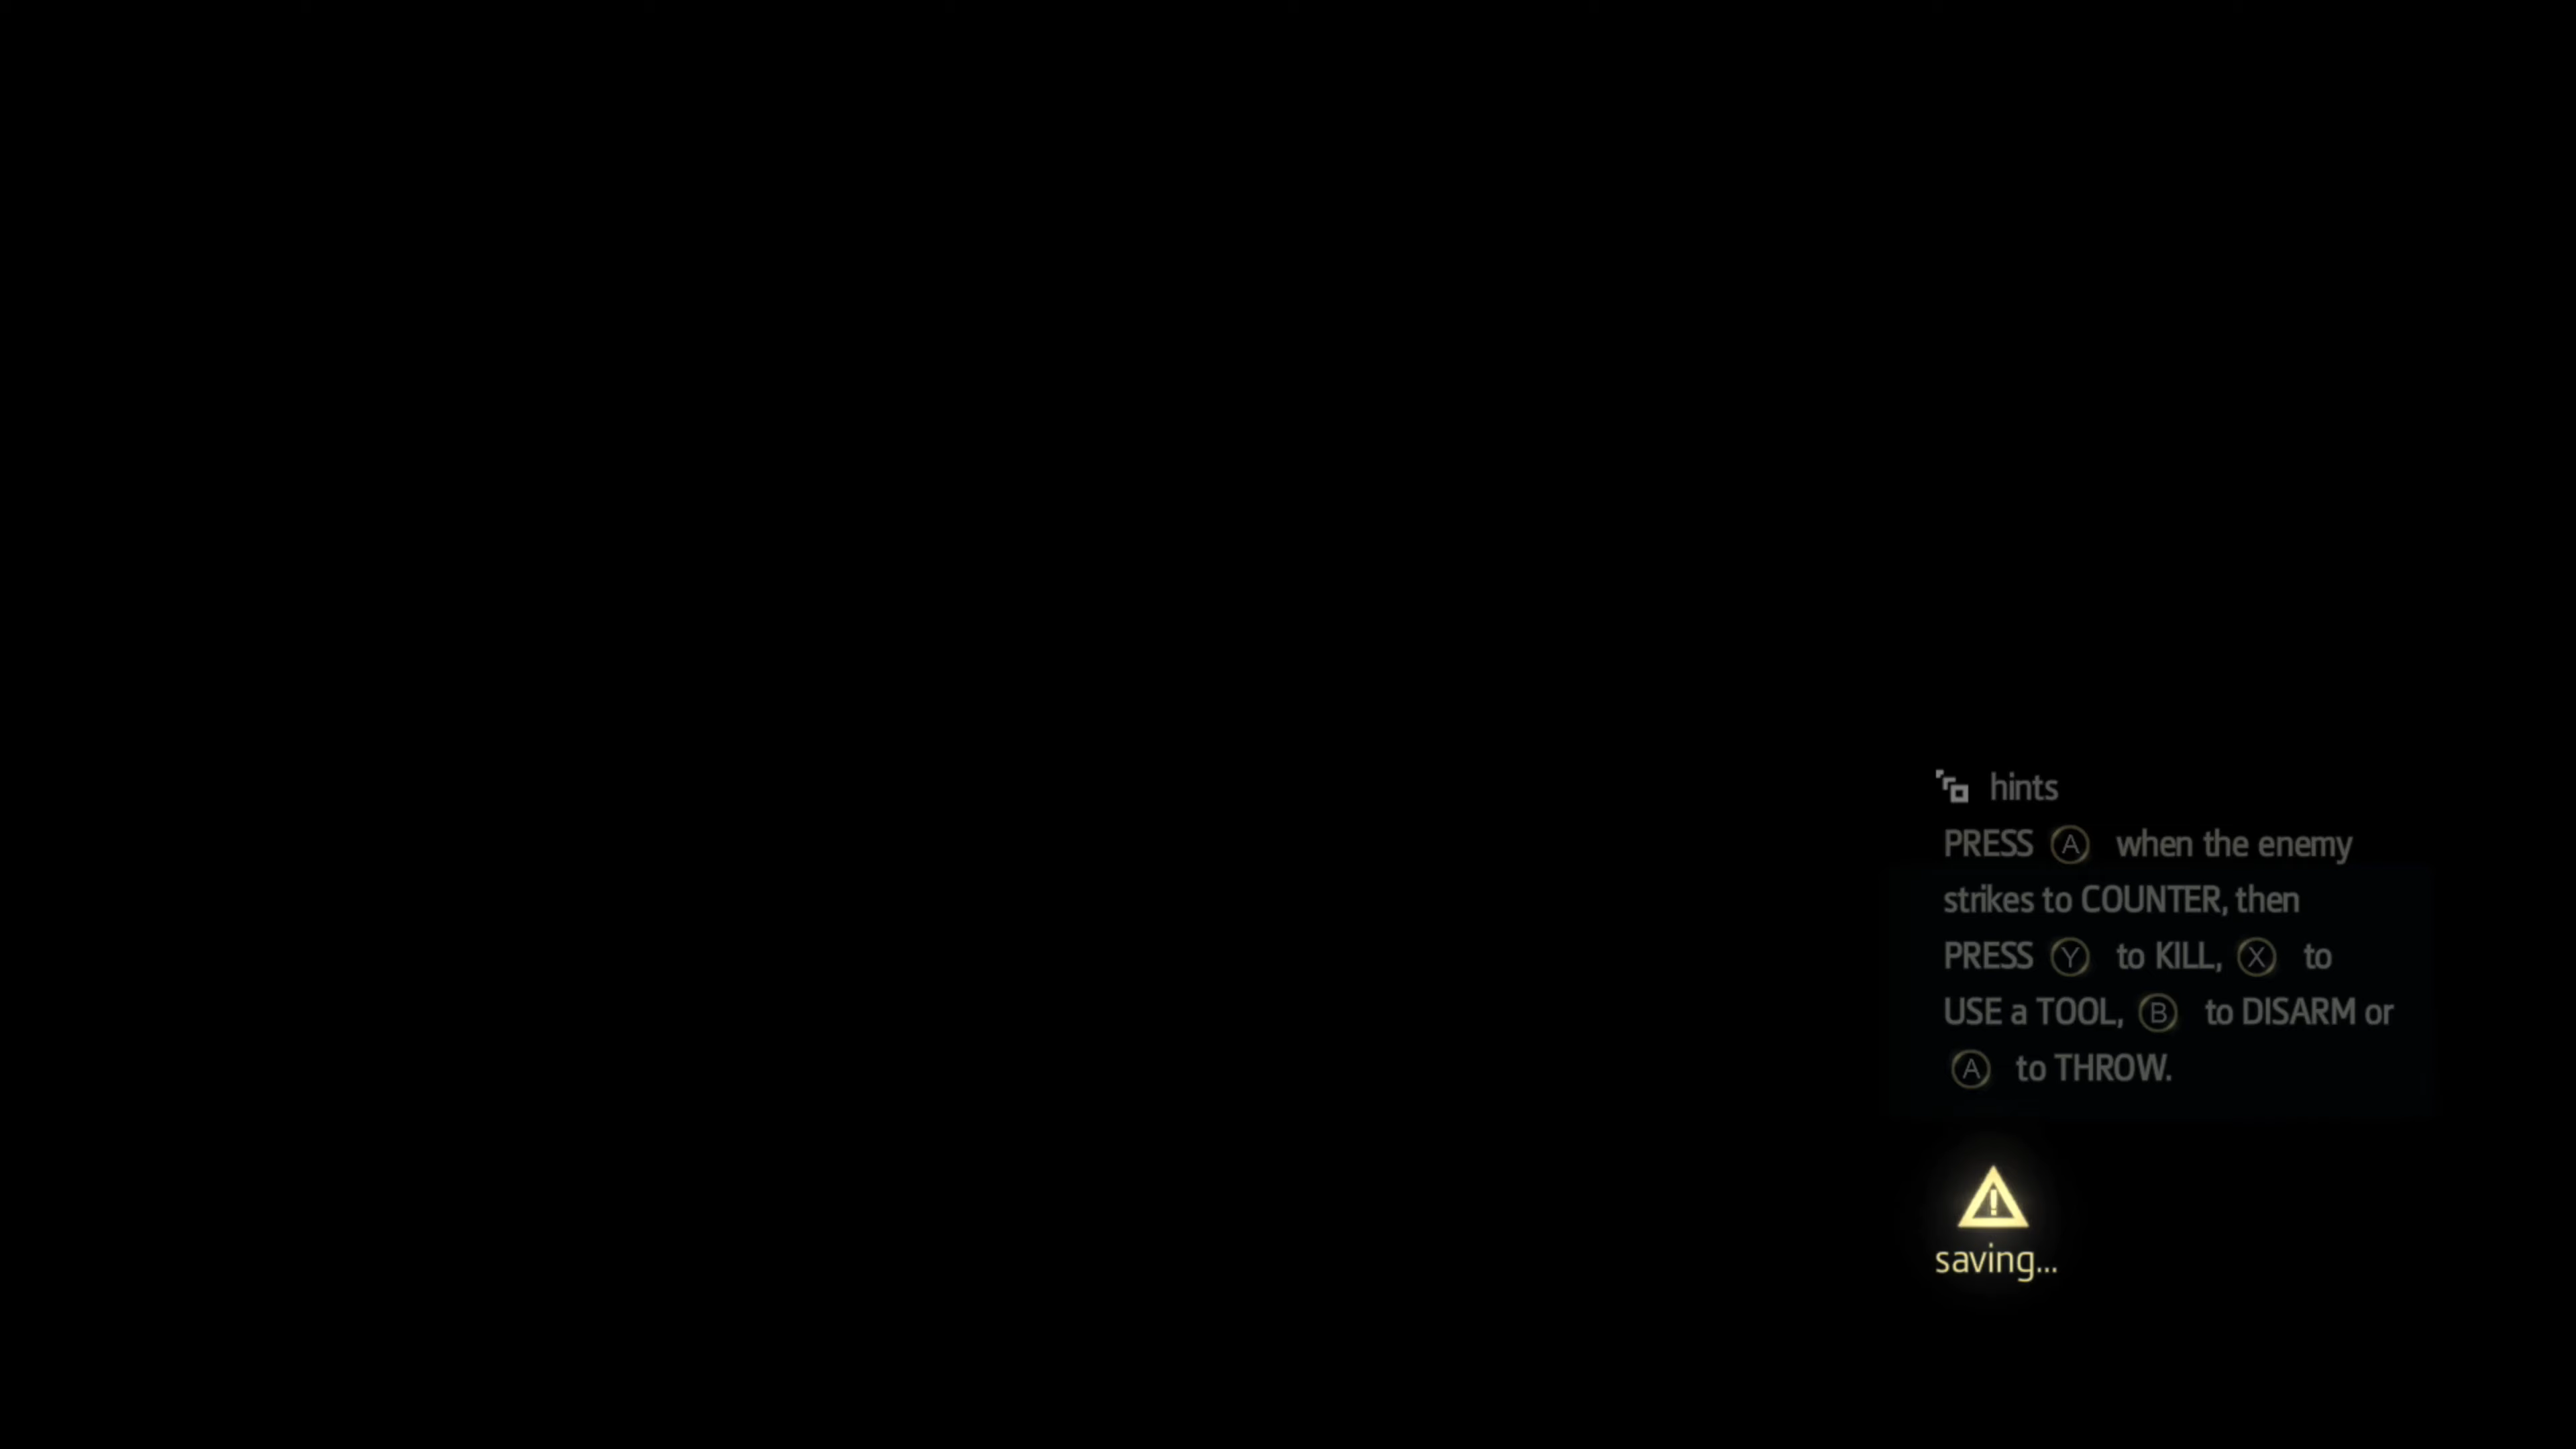 hints
PRESS A when the enemy
strikes to COUNTER, then
PRESS Y to KILL, X to
USE a TOOL, B to DISARM or
A to THROW.
saving...